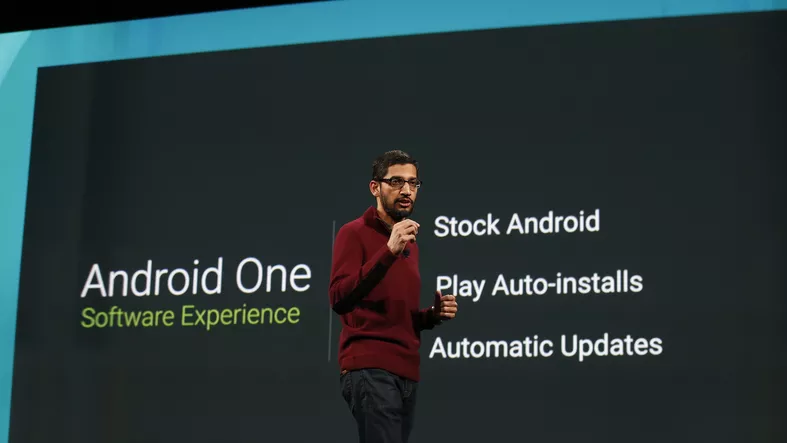 Android One
Software Experience
Stock Android
Play Auto-installs
Automatic Updates